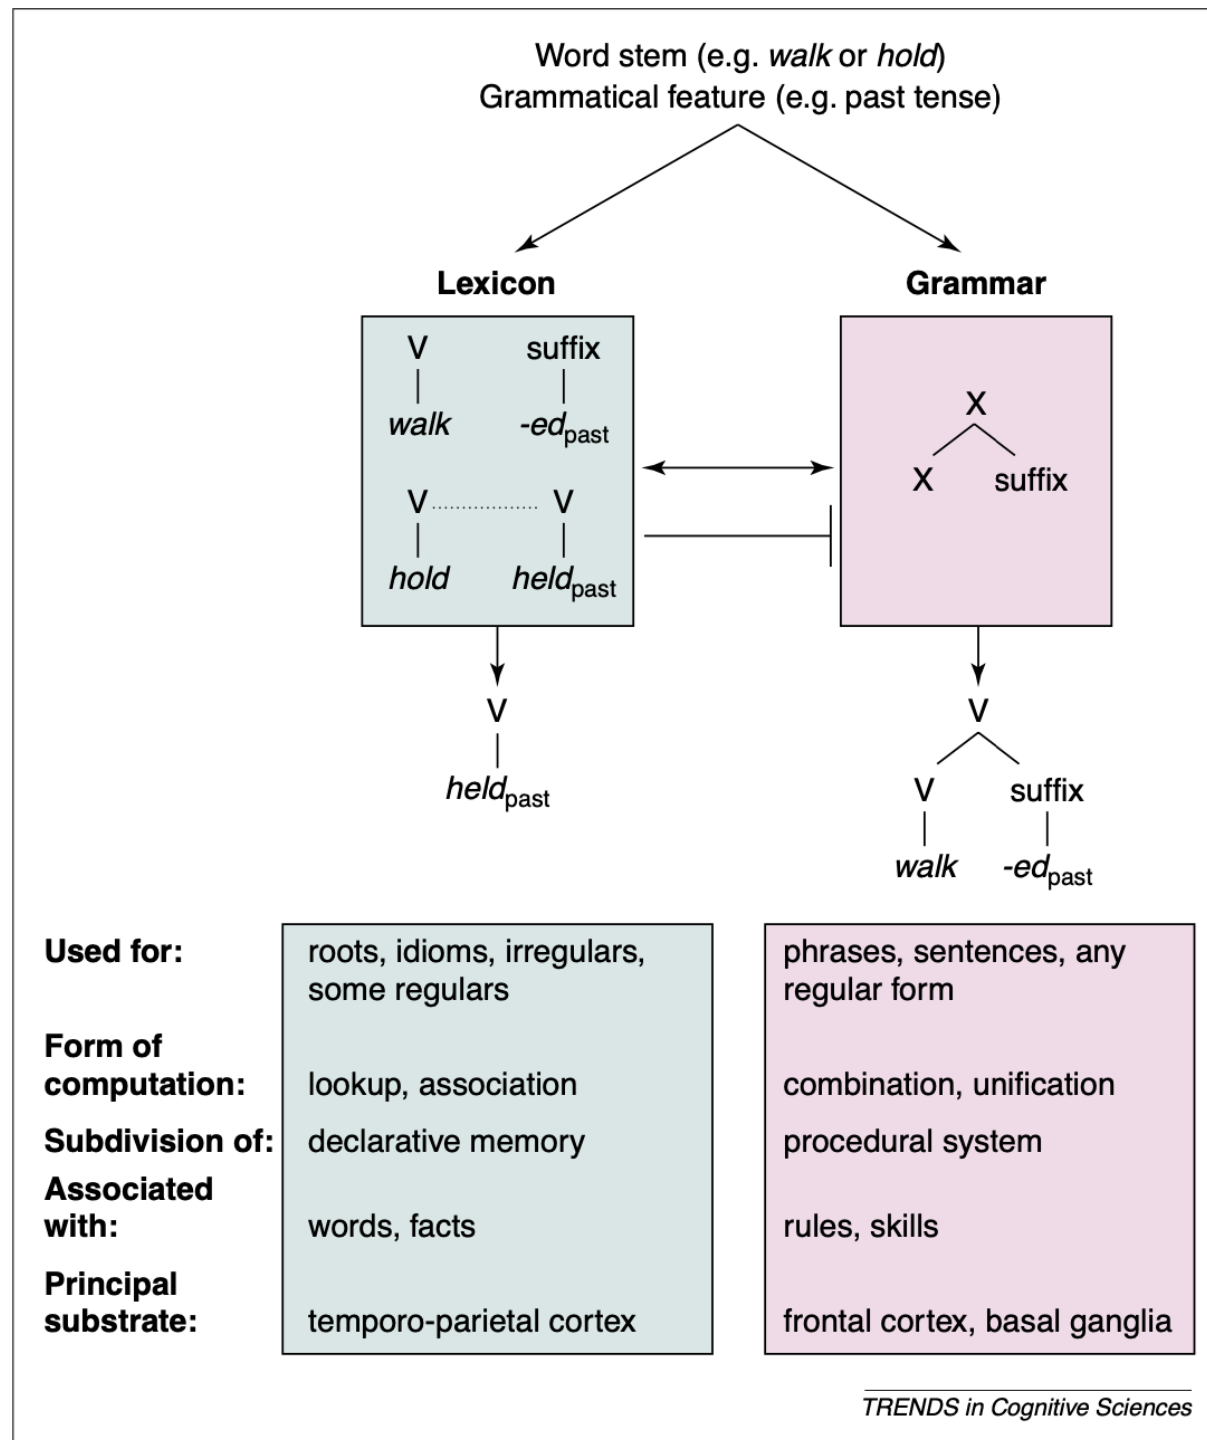 Word stem (e.g. walk or hold)
Grammatical feature (e.g. past tense)
Lexicon
Grammar
V suffix
walk -edpast
V V
hold heldpast
X
X suffix
V
heldpast
V
V suffix
walk -edpast
Used for:
roots, idioms, irregulars,
some regulars
phrases, sentences, any
regular form
Form of
computation:
lookup, association
combination, unification
Subdivision of:
declarative memory
procedural system
Associated
with:
words, facts
rules, skills
Principal
substrate:
temporo-parietal cortex
frontal cortex, basal ganglia
TRENDS in Cognitive Sciences